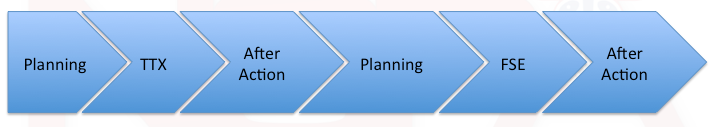 Planning
TTX
After
Action
Planning
FSE
After
Action